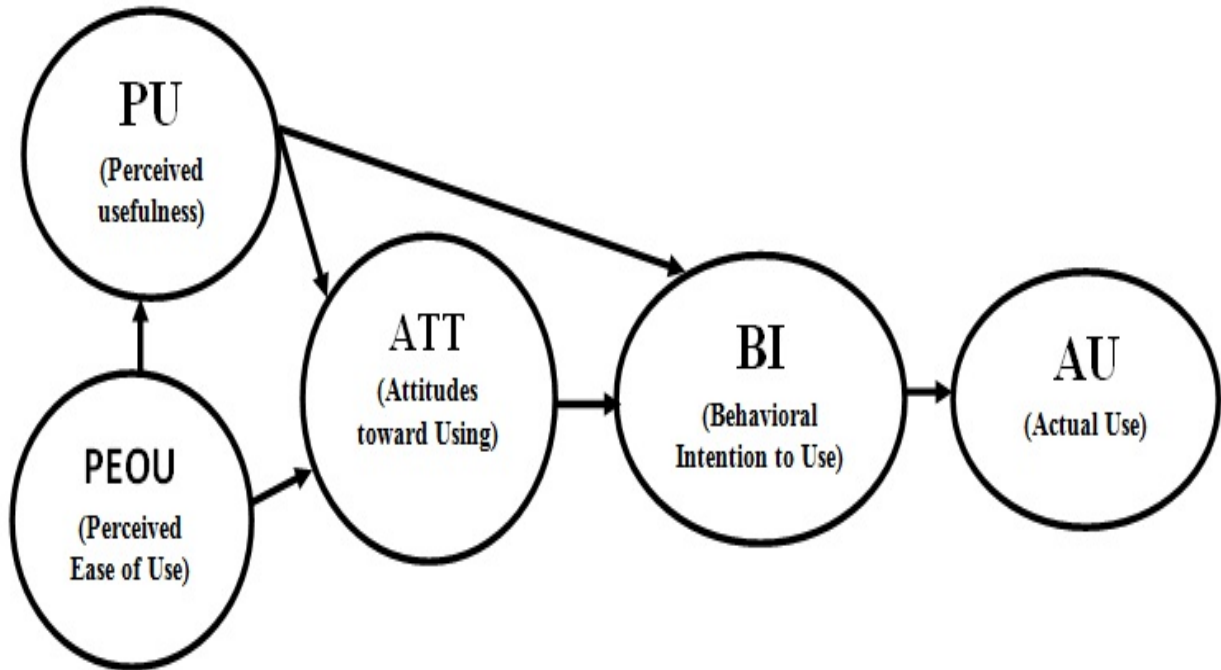 PU
(Perceived
usefulness)
PEOU
(Perceived
Ease of Use)
ATT
(Attitudes
toward Using)
BI
(Behavioral
Intention to Use)
AU
(Actual Use)